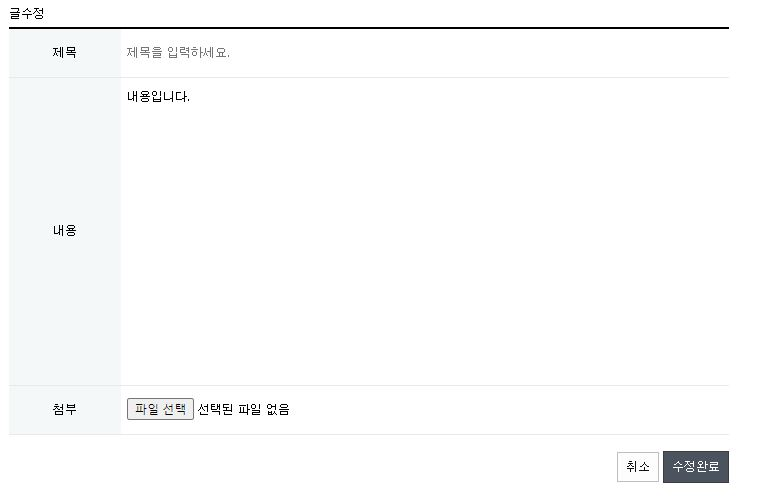 글수정
제목 제목을 입력하세요.
내용입니다.
내용
첨부 파일 선택 선택된 파일 없음
취소 수정완료